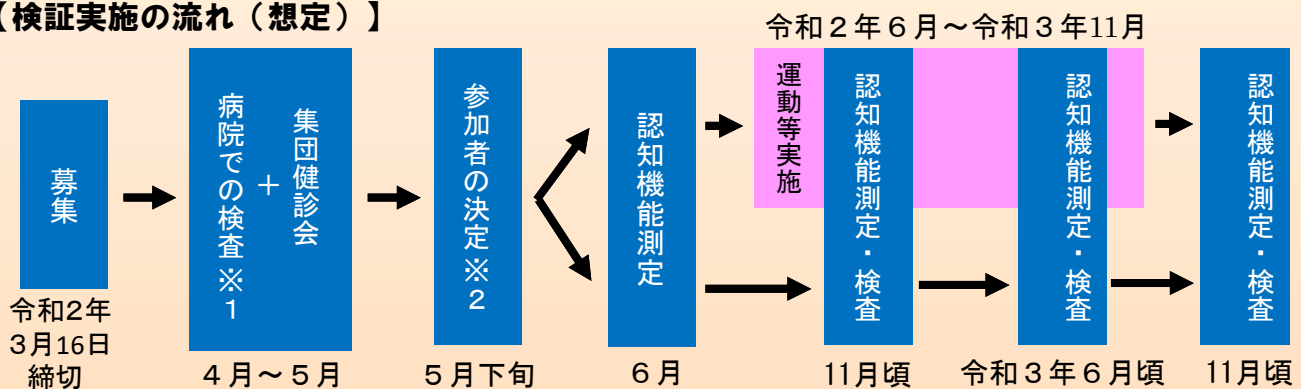 【検証実施の流れ（想定）】
令和２年６月～令和３年11月
募集
令和2年
３月16日
締切
集団健診会
＋
病院での検査※１
４月～５月
参加者の決定※２
５月下旬
認知機能測定
６月
運動等実施
認知機能測定・検査
11月頃
認知機能測定・検査
令和３年６月頃
認知機能測定・検査
11月頃